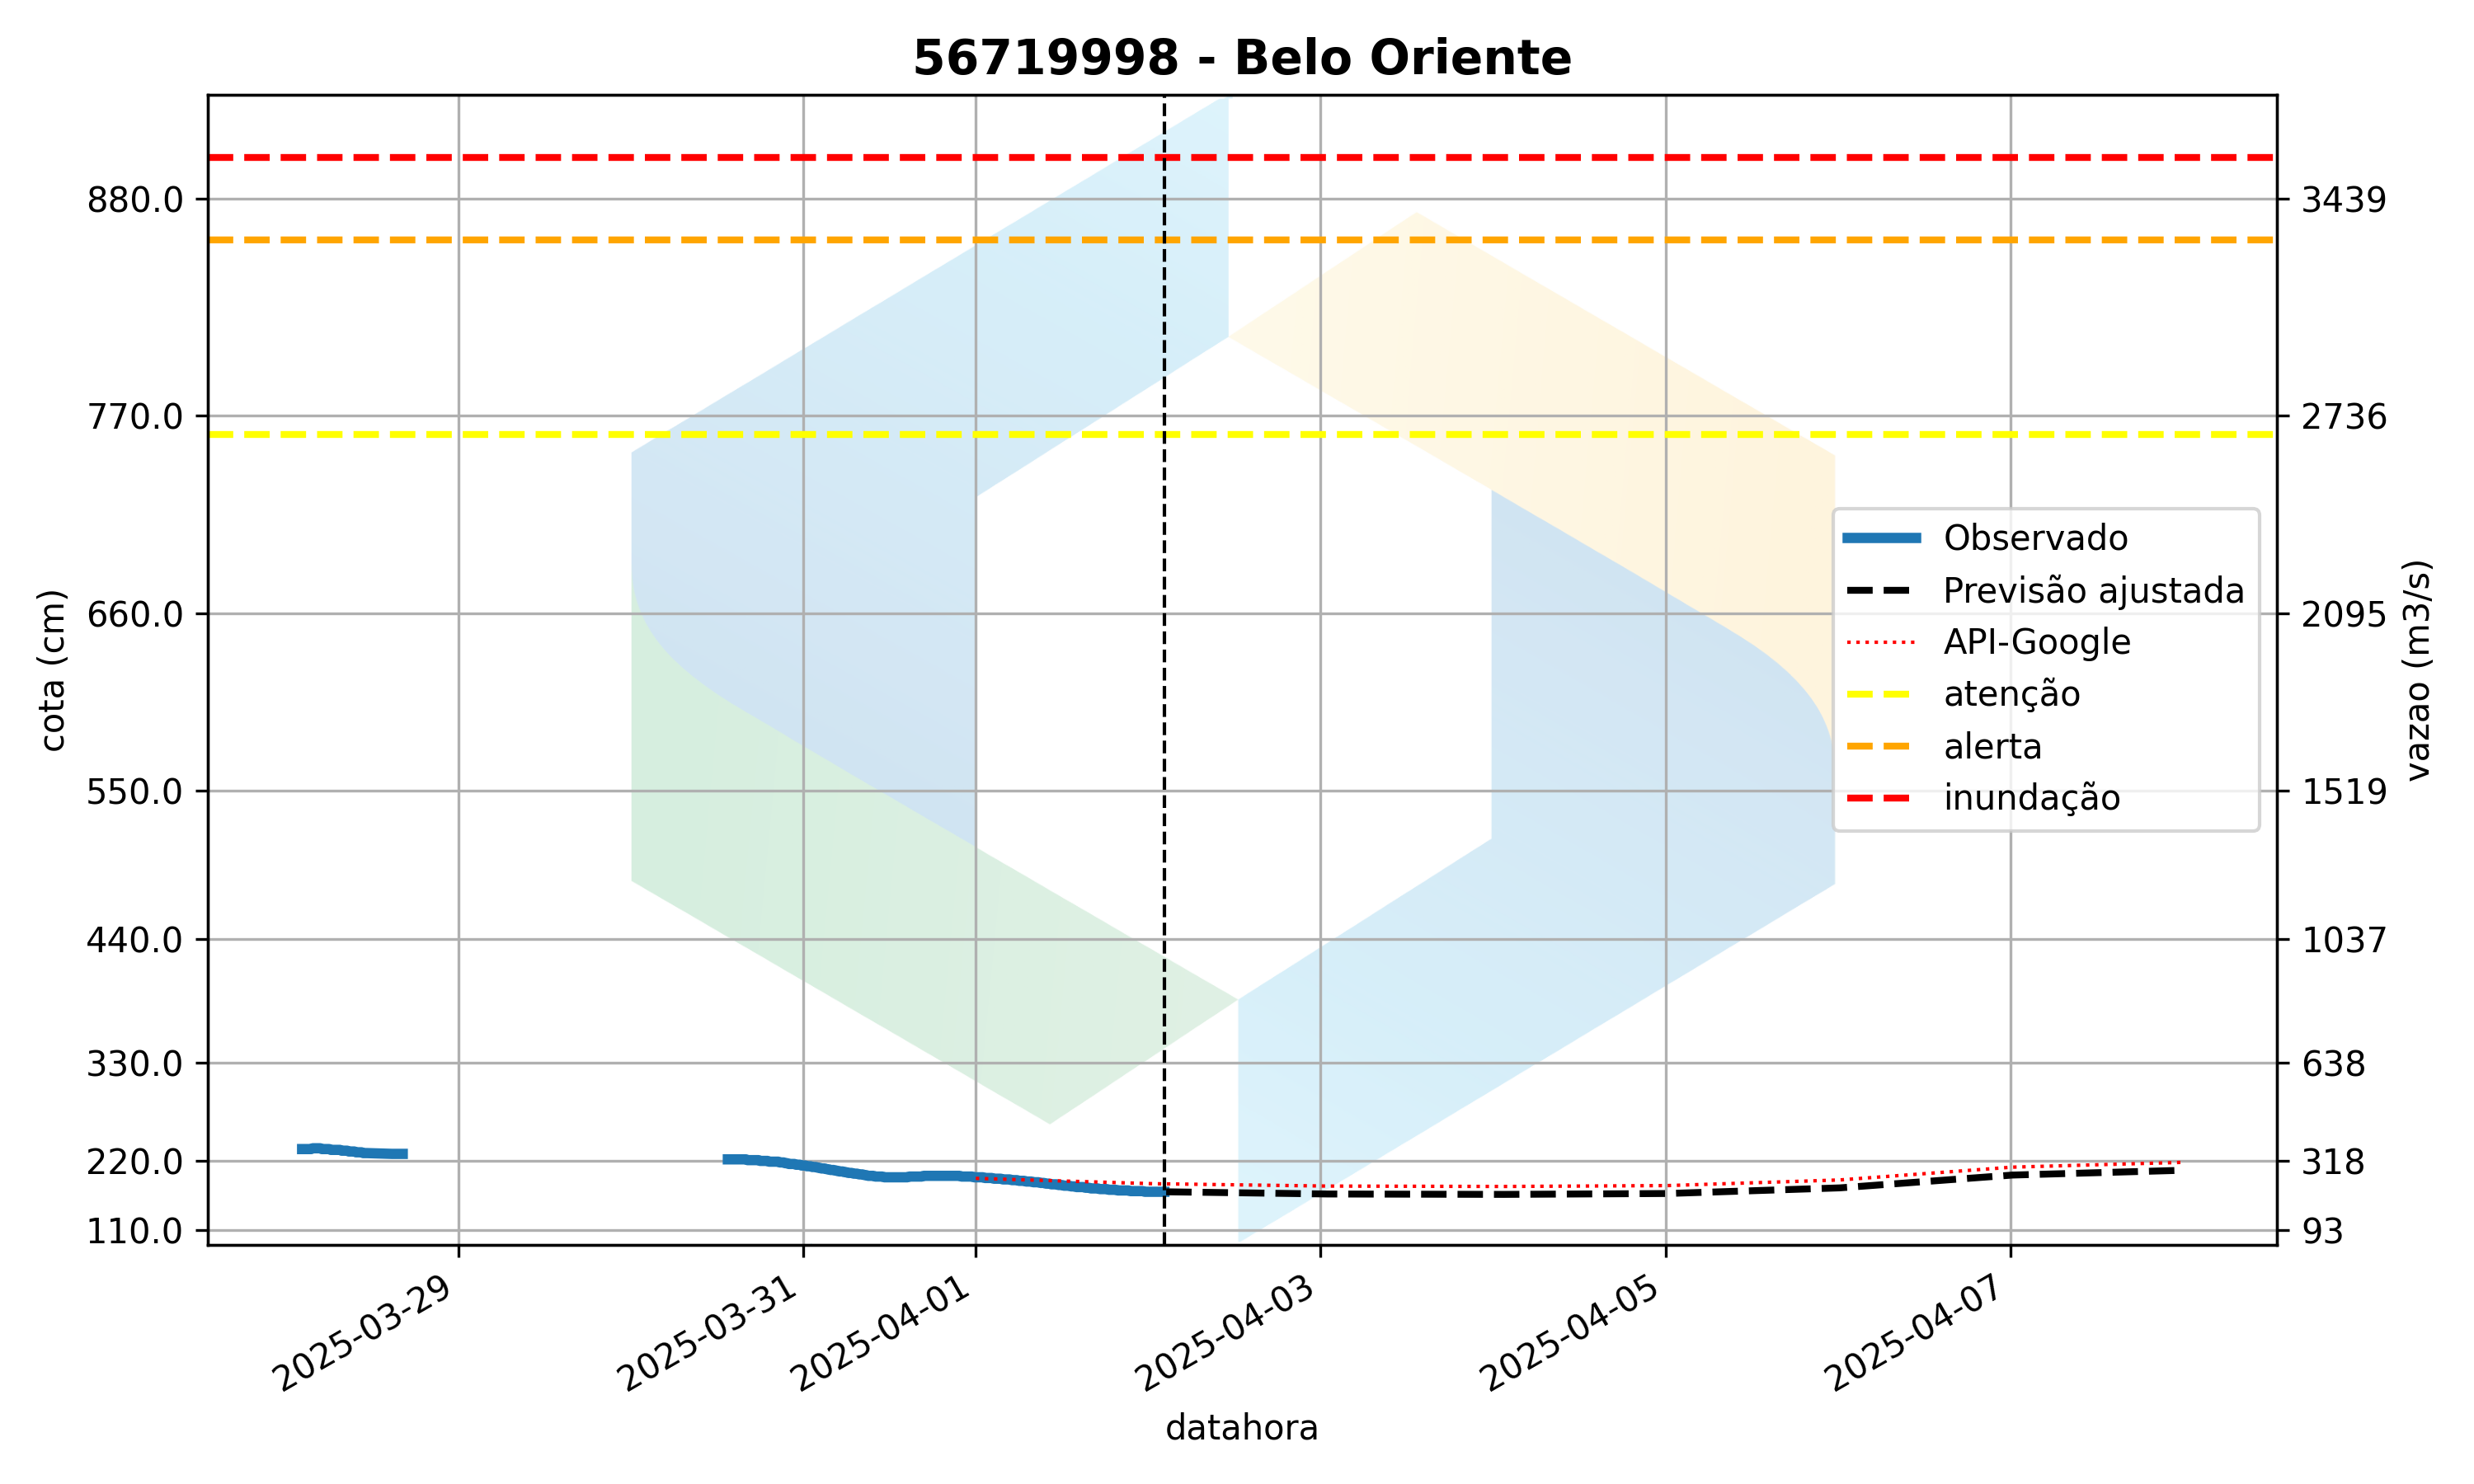 56719998 - Belo Oriente
880.0
770.0
660.0
550.0
440.0
330.0
220.0
110.0
cota (cm)
3439
2736
2095
1519
1037
638
318
93
vazao (m3/s)
Observado
Previsão ajustada
API-Google
atenção
alerta
inundação
2025-03-29
2025-03-31
2025-04-01
2025-04-03
2025-04-05
2025-04-07
datahora